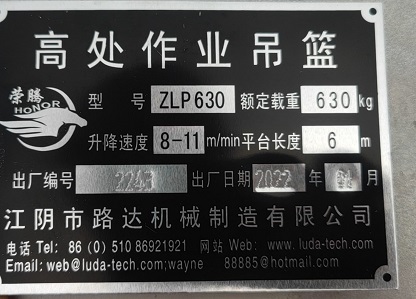 高处作业吊篮
荣腾
HONOR
型 号 ZLP630 额定载重 630 kg
升降速度 8-11 m/min 平台长度 6 m
出厂编号 2243 出厂日期 2022 年 月
江阴市路达机械制造有限公司
电话 Tel: 86 (0) 510 86921921 网站 Web: www.luda-tech.com
Email: web@luda-tech.com;wayne 88885@hotmail.com